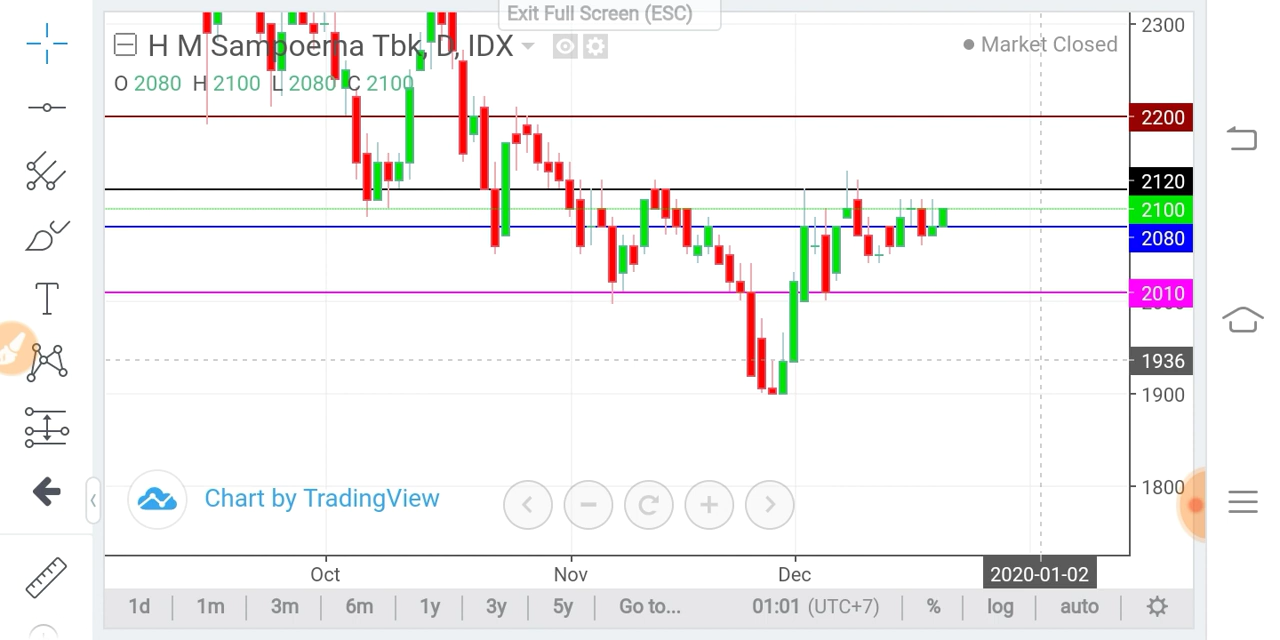 Exit Full Screen (ESC)
H M Sampoerna Tbk, D, IDX
Market Closed
O 2080 H 2100 L 2080 C 2100
2300
2200
2120
2100
2080
2010
1936
1900
1800
Chart by TradingView
Oct Nov Dec 2020-01-02
1d 1m 3m 6m 1y 3y 5y Go to... 01:01 (UTC+7) % log auto